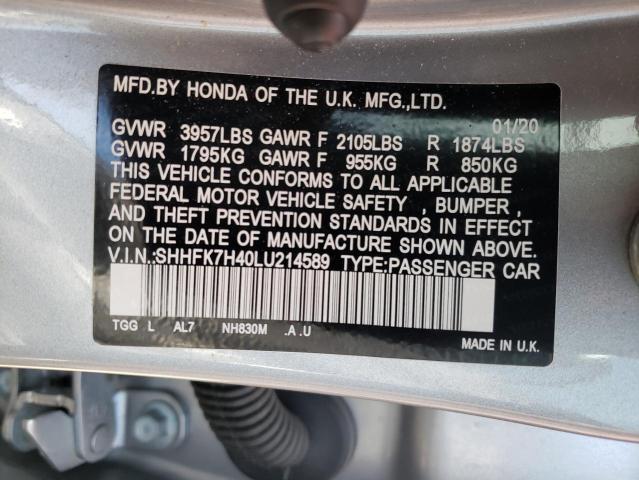 MFD.BY HONDA OF THE U.K. MFG.,LTD.
01/20
GVWR 3957LBS GAWR F 2105LBS R 1874LBS
GVWR 1795KG GAWR F 955KG R 850KG
THIS VEHICLE CONFORMS TO ALL APPLICABLE
FEDERAL MOTOR VEHICLE SAFETY , BUMPER ,
AND THEFT PREVENTION STANDARDS IN EFFECT
ON THE DATE OF MANUFACTURE SHOWN ABOVE.
V.I.N.:SHHFK7H40LU214589 TYPE:PASSENGER CAR
TGG L AL7 NH830M .A .U
MADE IN U.K.